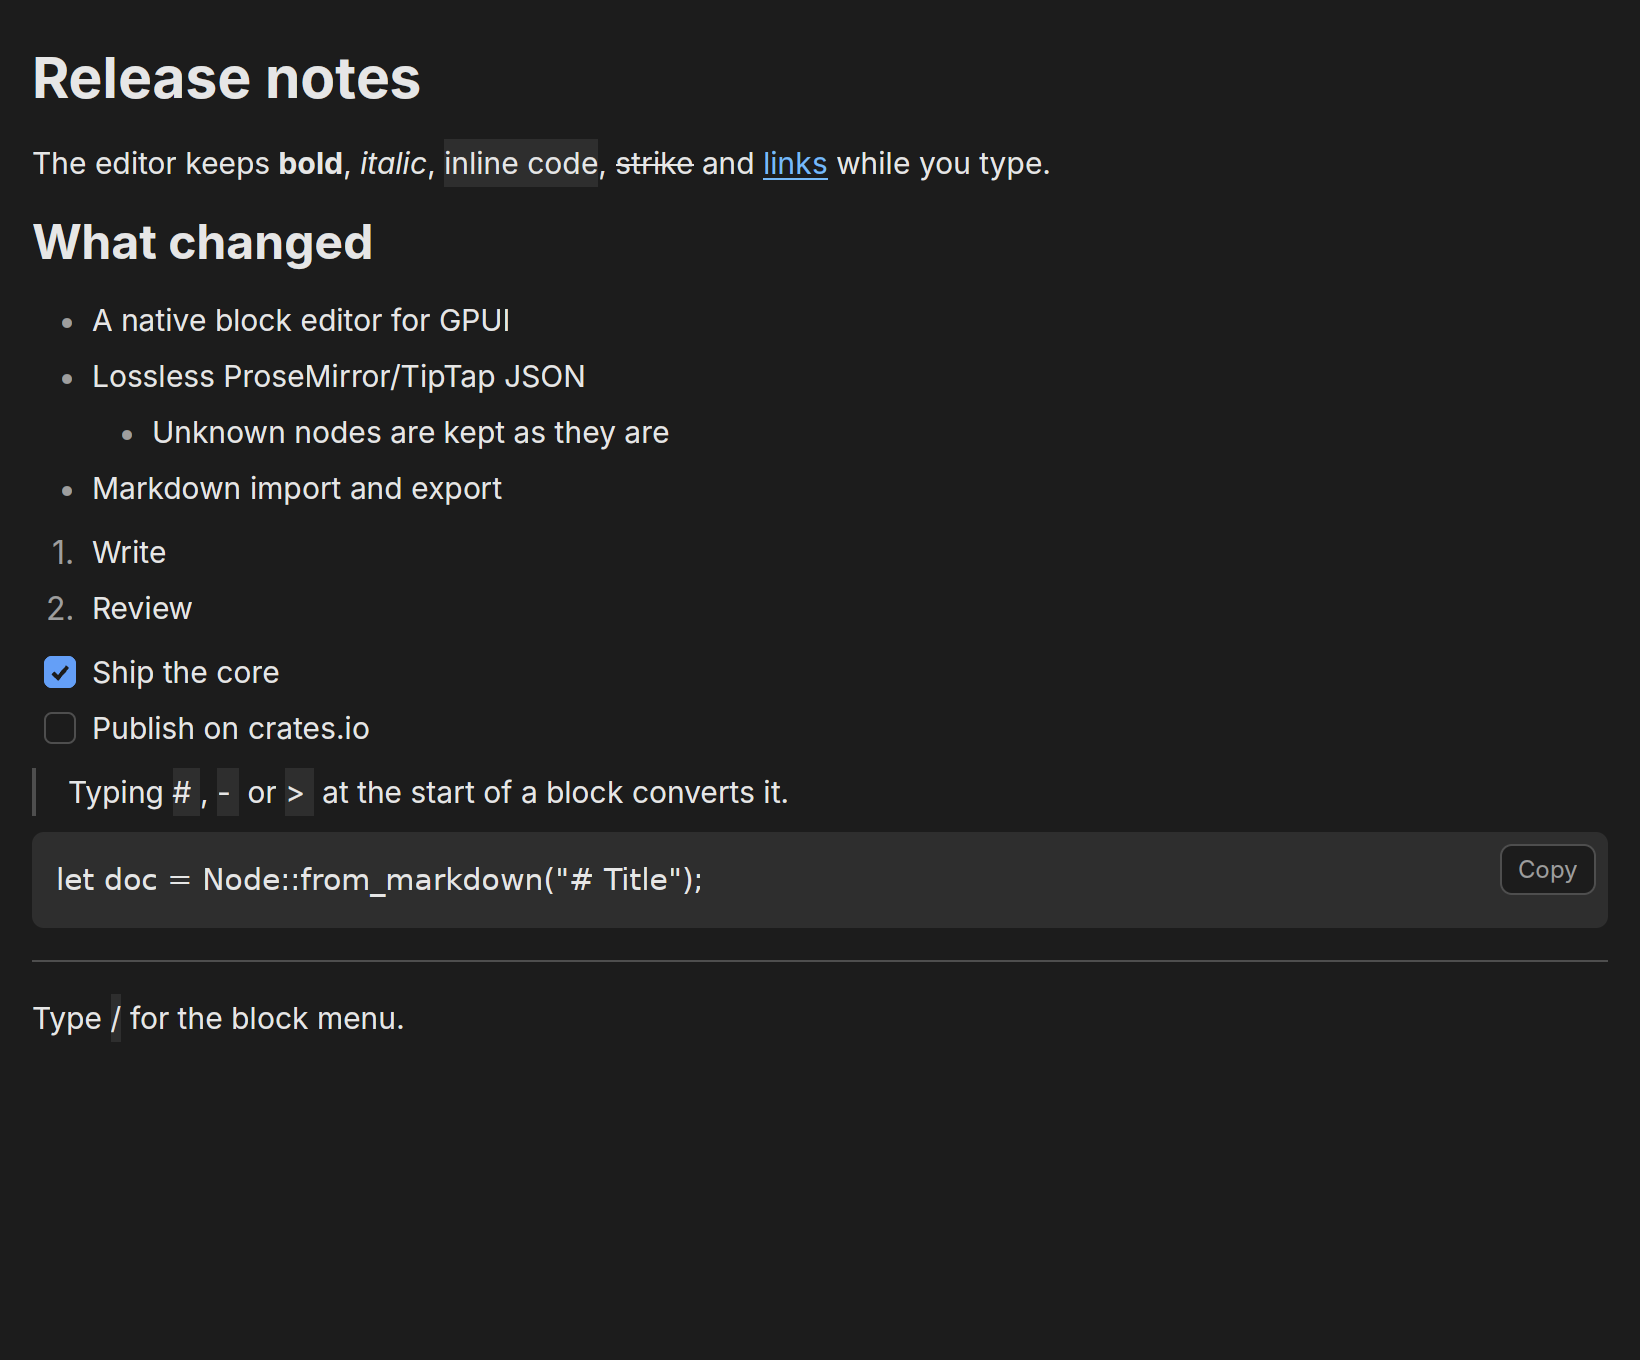 Release notes
The editor keeps bold, italic, inline code, strike and links while you type.
What changed
• A native block editor for GPUI
• Lossless ProseMirror/TipTap JSON
• Unknown nodes are kept as they are
• Markdown import and export
1. Write
2. Review
Ship the core
Publish on crates.io
Typing # , - or > at the start of a block converts it.
let doc = Node::from_markdown("# Title");
Copy
Type / for the block menu.